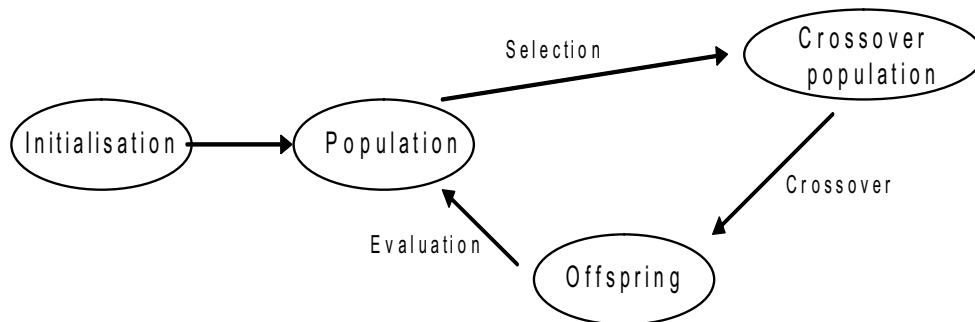 Selection
Crossover
population
Initialisation
Population
Crossover
Evaluation
Offspring